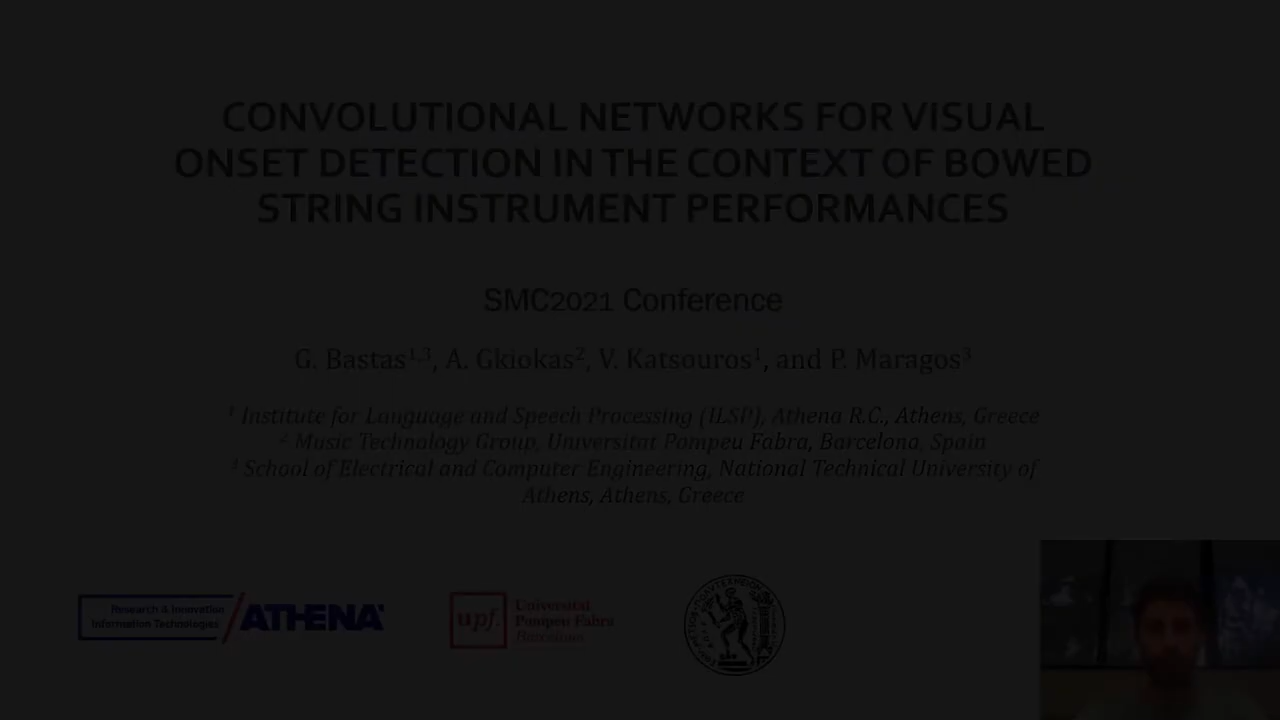 CONVOLUTIONAL NETWORKS FOR VISUAL
ONSET DETECTION IN THE CONTEXT OF BOWED
STRING INSTRUMENT PERFORMANCES
SMC2021 Conference
G. Bastas1,3, A. Gkiokas2, V. Katsouros1, and P. Maragos3
1 Institute for Language and Speech Processing (ILSP), Athena R.C., Athens, Greece
2 Music Technology Group, Universitat Pompeu Fabra, Barcelona, Spain
3 School of Electrical and Computer Engineering, National Technical University of
Athens, Athens, Greece
Research & Innovation
Information Technologies
ATHENA
upf.
Universitat
Pompeu Fabra
Barcelona